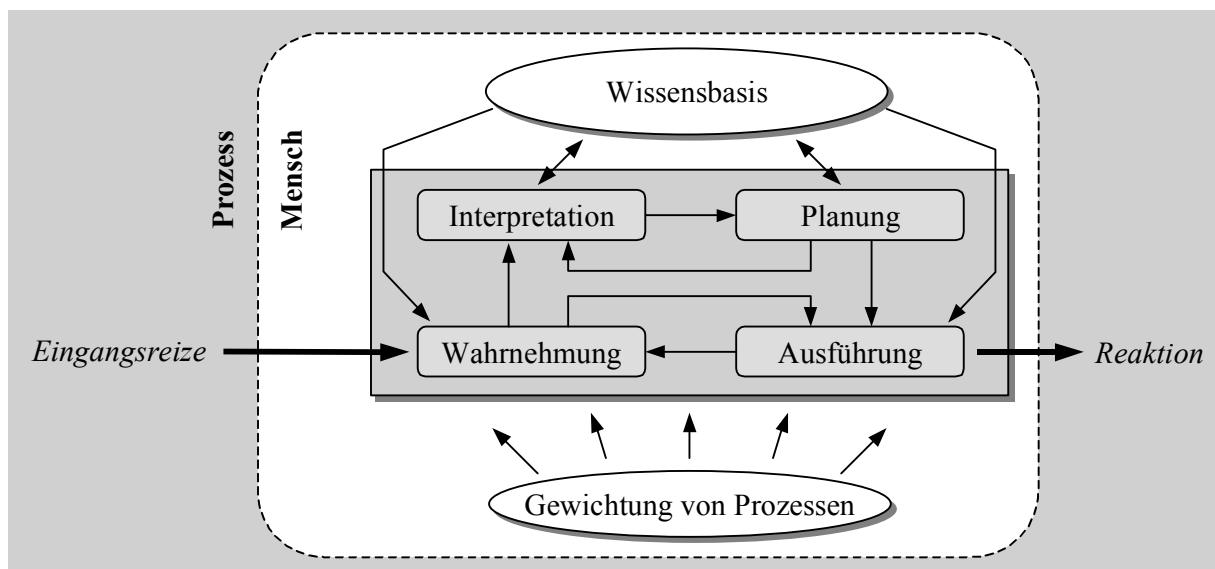 Wissensbasis
Prozess
Mensch
Interpretation
Planung
Eingangsreize
Wahrnehmung
Ausführung
Reaktion
Gewichtung von Prozessen